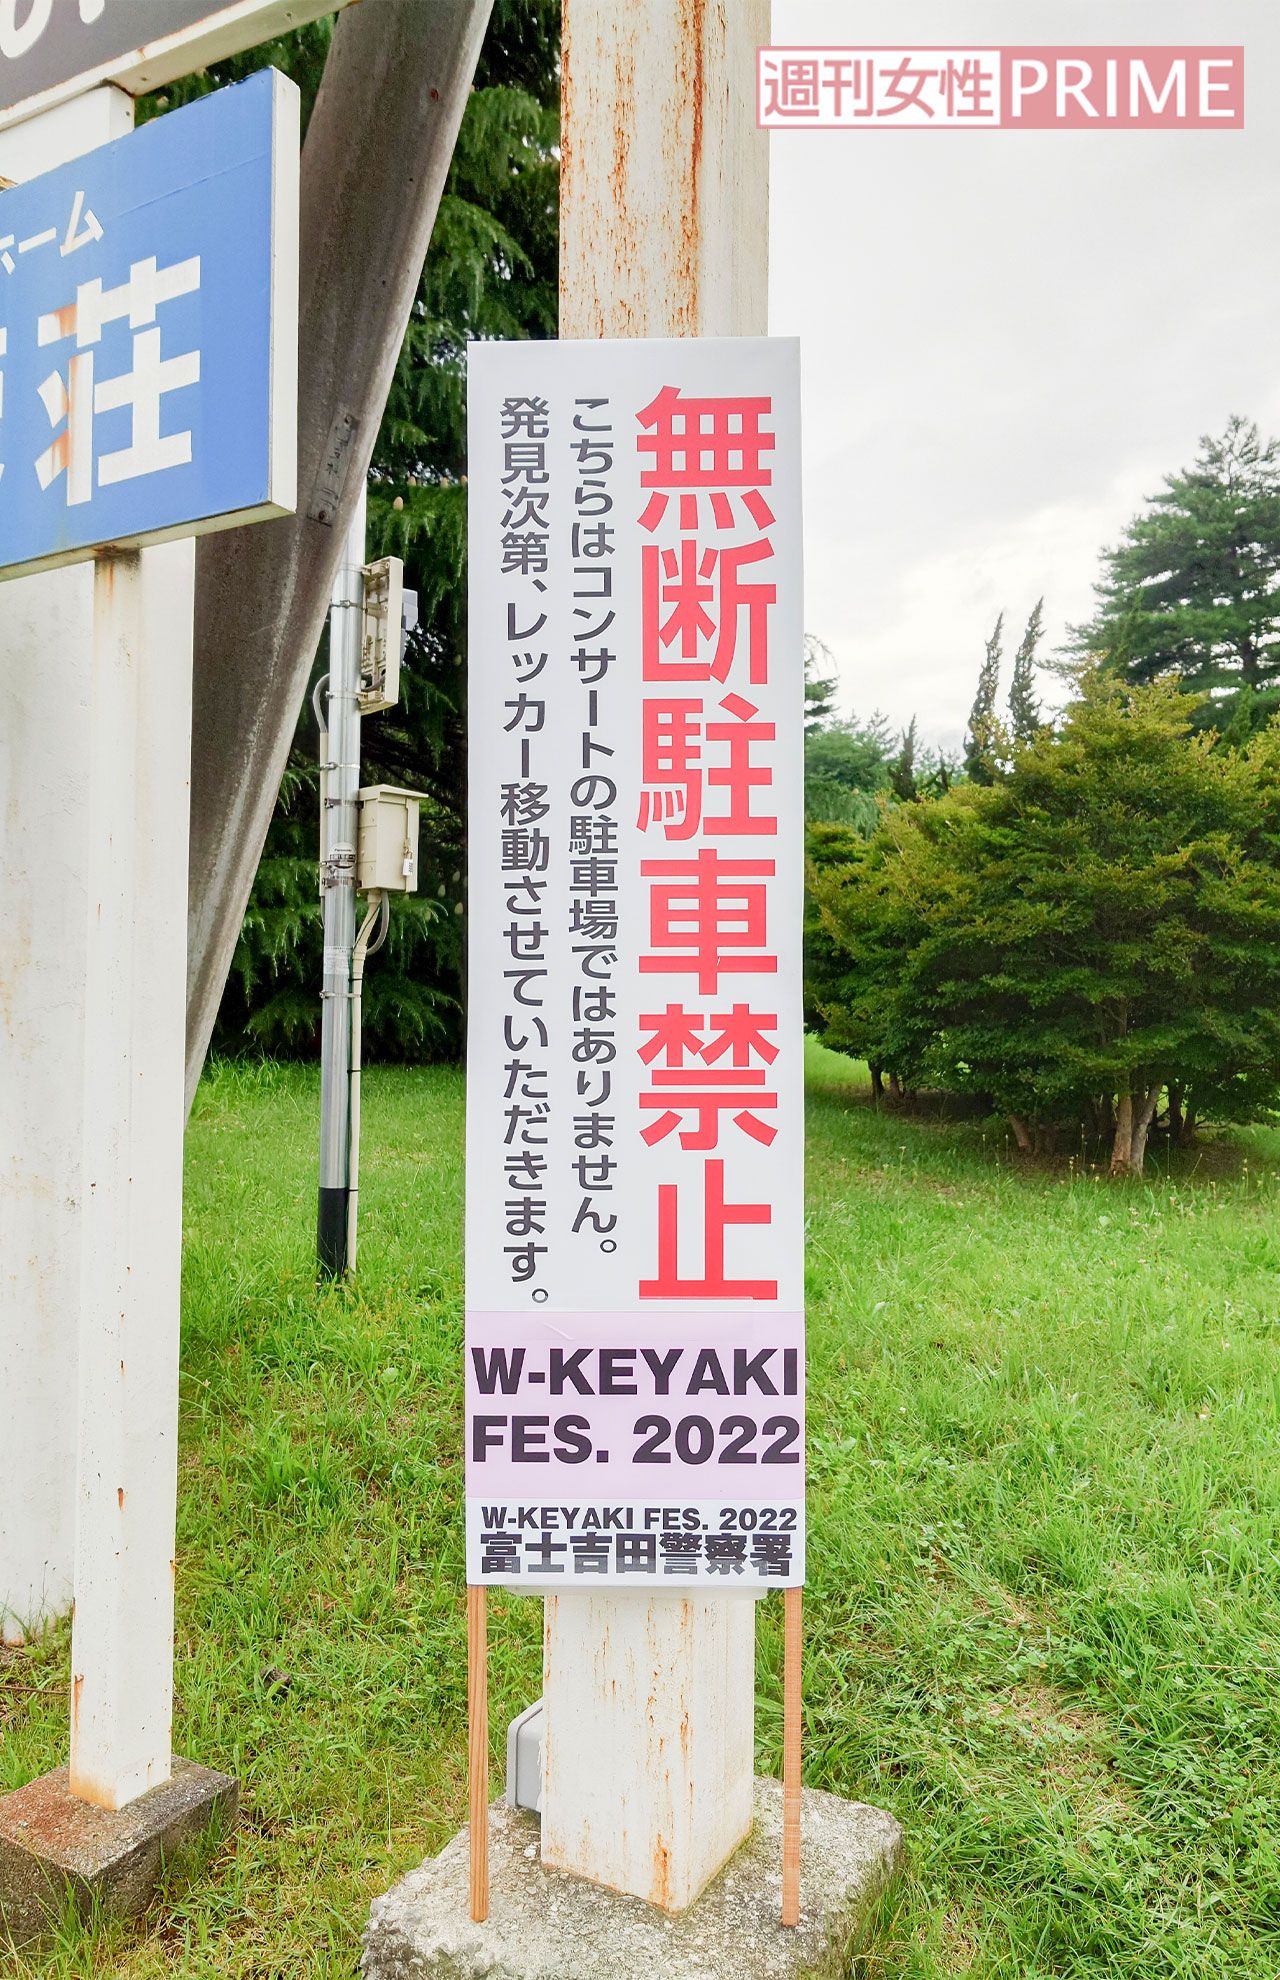 週刊女性PRIME
ホーム
荘
無断駐車禁止
こちらはコンサートの駐車場ではありません。
発見次第、レッカー移動させていただきます。
W-KEYAKI
FES. 2022
W-KEYAKI FES. 2022
富士吉田警察署